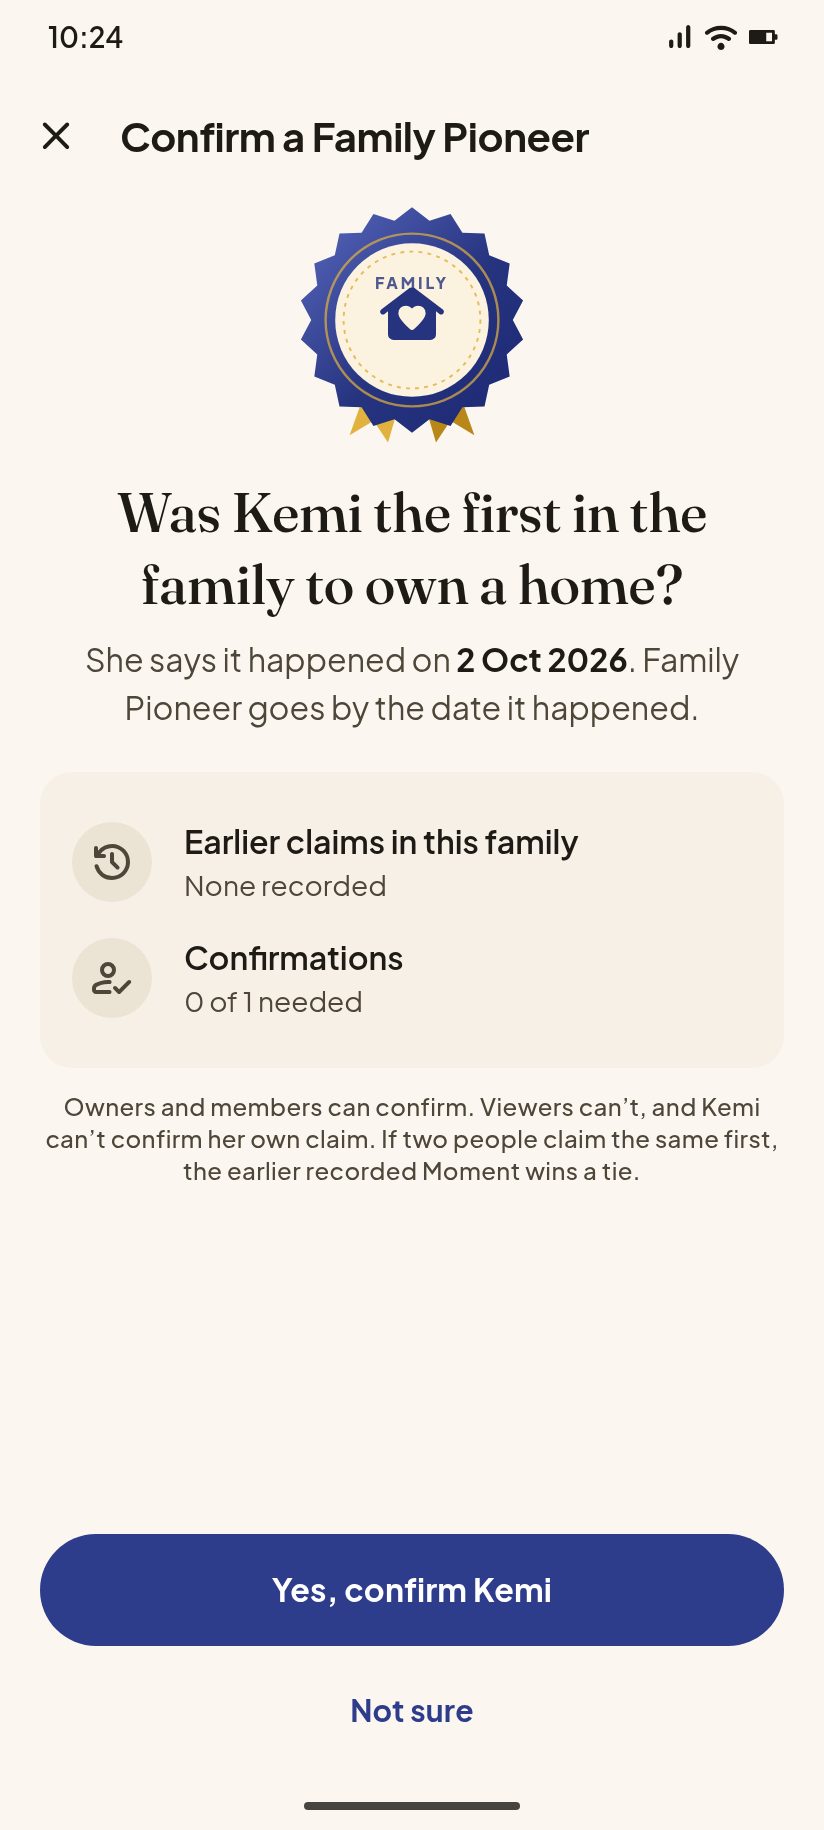 10:24
Confirm a Family Pioneer
FAMILY
Was Kemi the first in the
family to own a home?
She says it happened on 2 Oct 2026. Family
Pioneer goes by the date it happened.
Earlier claims in this family
None recorded
Confirmations
0 of 1 needed
Owners and members can confirm. Viewers can’t, and Kemi
can’t confirm her own claim. If two people claim the same first,
the earlier recorded Moment wins a tie.
Yes, confirm Kemi
Not sure